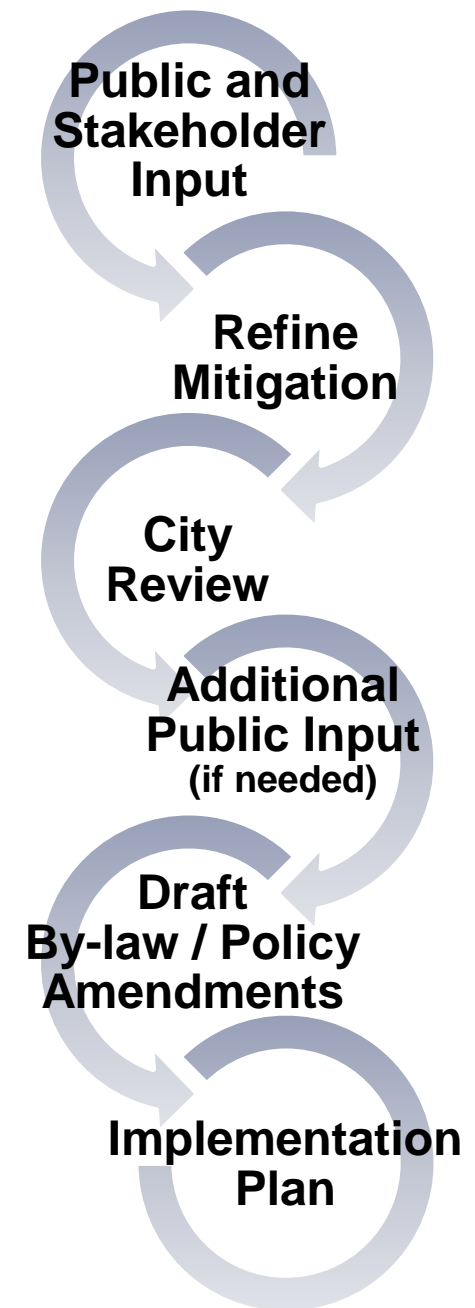 Public and
Stakeholder
Input
Refine
Mitigation
City
Review
Additional
Public Input
(if needed)
Draft
By-law / Policy
Amendments
Implementation
Plan